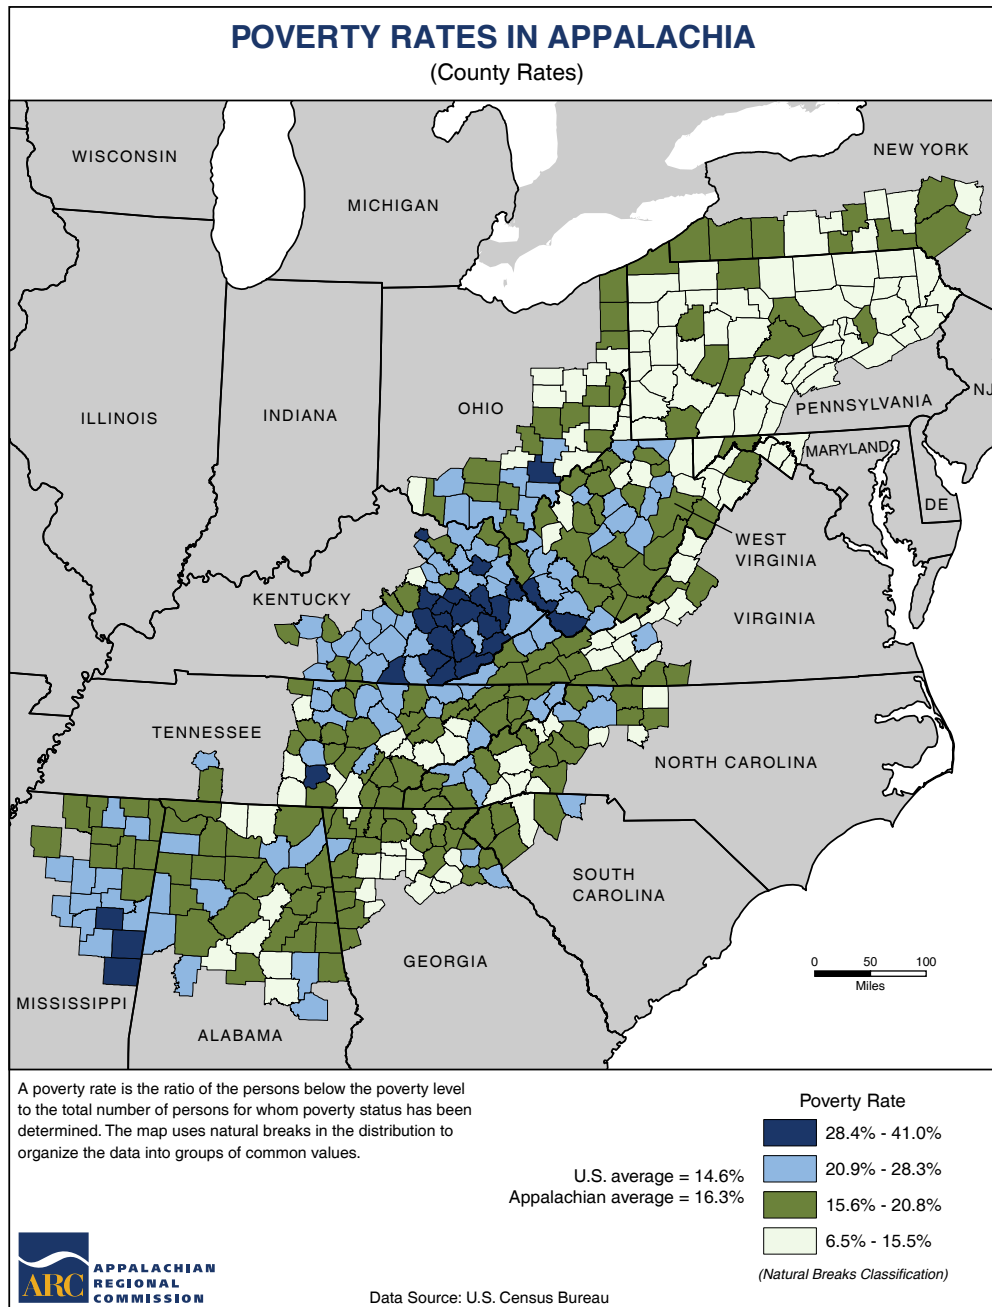 POVERTY RATES IN APPALACHIA
(County Rates)
WISCONSIN
MICHIGAN
NEW YORK
ILLINOIS
INDIANA
OHIO
PENNSYLVANIA
NJ
MARYLAND
DE
WEST
VIRGINIA
KENTUCKY
VIRGINIA
TENNESSEE
NORTH CAROLINA
SOUTH
CAROLINA
GEORGIA
MISSISSIPPI
ALABAMA
0 50 100
Miles
A poverty rate is the ratio of the persons below the poverty level
to the total number of persons for whom poverty status has been
determined. The map uses natural breaks in the distribution to
organize the data into groups of common values.
U.S. average = 14.6%
Appalachian average = 16.3%
Poverty Rate
28.4% - 41.0%
20.9% - 28.3%
15.6% - 20.8%
6.5% - 15.5%
(Natural Breaks Classification)
ARC
APPALACHIAN
REGIONAL
COMMISSION
Data Source: U.S. Census Bureau